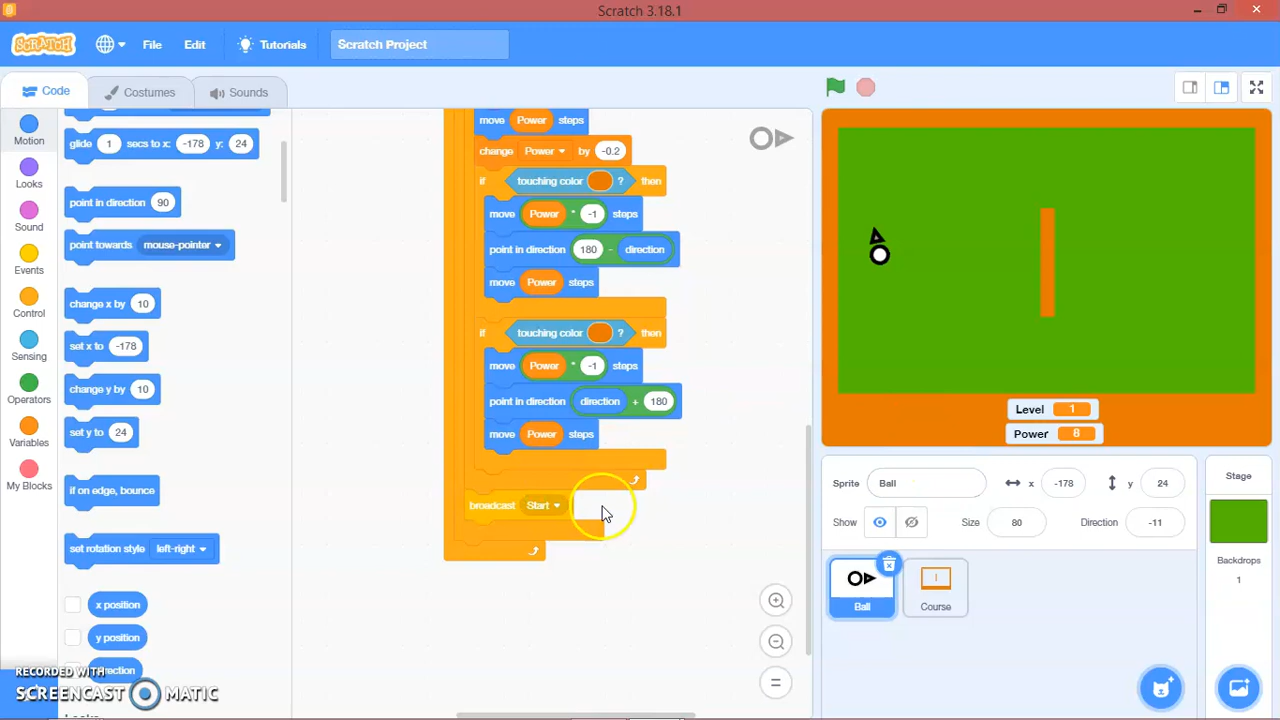 Scratch 3.18.1
SCRATCH File Edit Tutorials Scratch Project
Code Costumes Sounds
Motion
Looks
Sound
Events
Control
Sensing
Operators
Variables
My Blocks
glide 1 secs to x: -178 y: 24
point in direction 90
point towards mouse-pointer
change x by 10
set x to -178
change y by 10
set y to 24
if on edge, bounce
set rotation style left-right
x position
y position
direction
move Power steps
change Power by -0.2
if touching color ? then
move Power * -1 steps
point in direction 180 - direction
move Power steps
if touching color ? then
move Power * -1 steps
point in direction direction + 180
move Power steps
broadcast Start
Level 1
Power 8
Sprite Ball x -178 y 24
Show Size 80 Direction -11
Ball
Course
Stage
Backdrops
1
RECORDED WITH
SCREENCAST MATIC